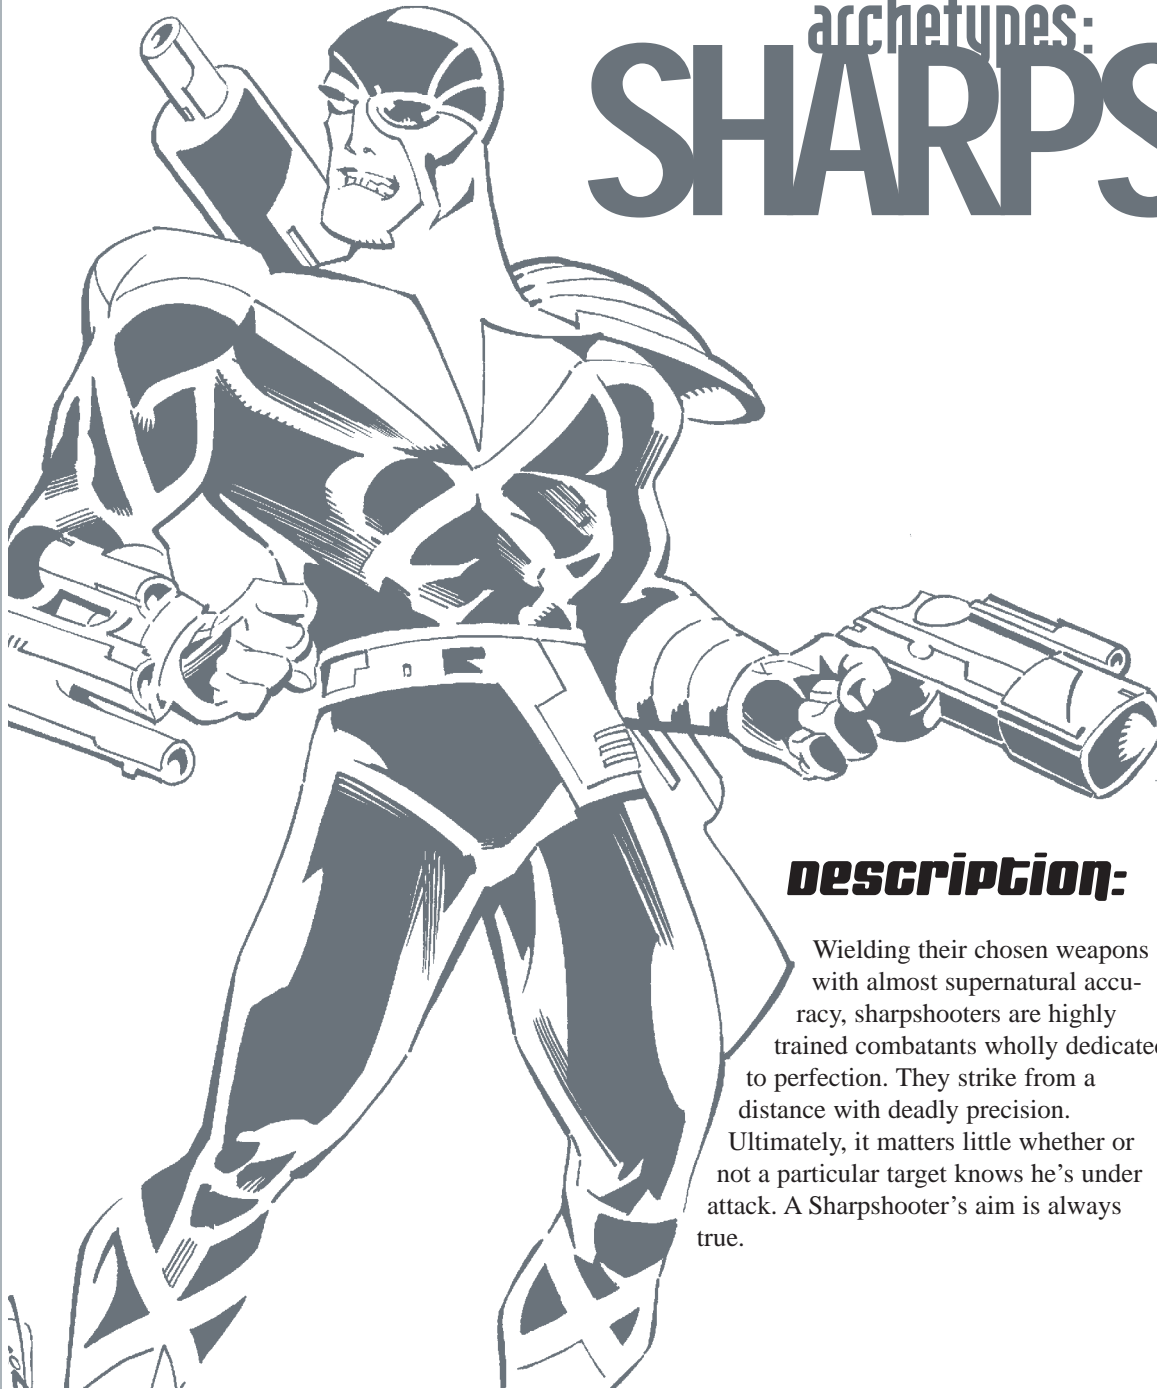 archetypes:
SHARPS
Description:
Wielding their chosen weapons
with almost supernatural accu-
racy, sharpshooters are highly
trained combatants wholly dedicated
to perfection. They strike from a
distance with deadly precision.
Ultimately, it matters little whether or
not a particular target knows he’s under
attack. A Sharpshooter’s aim is always
true.